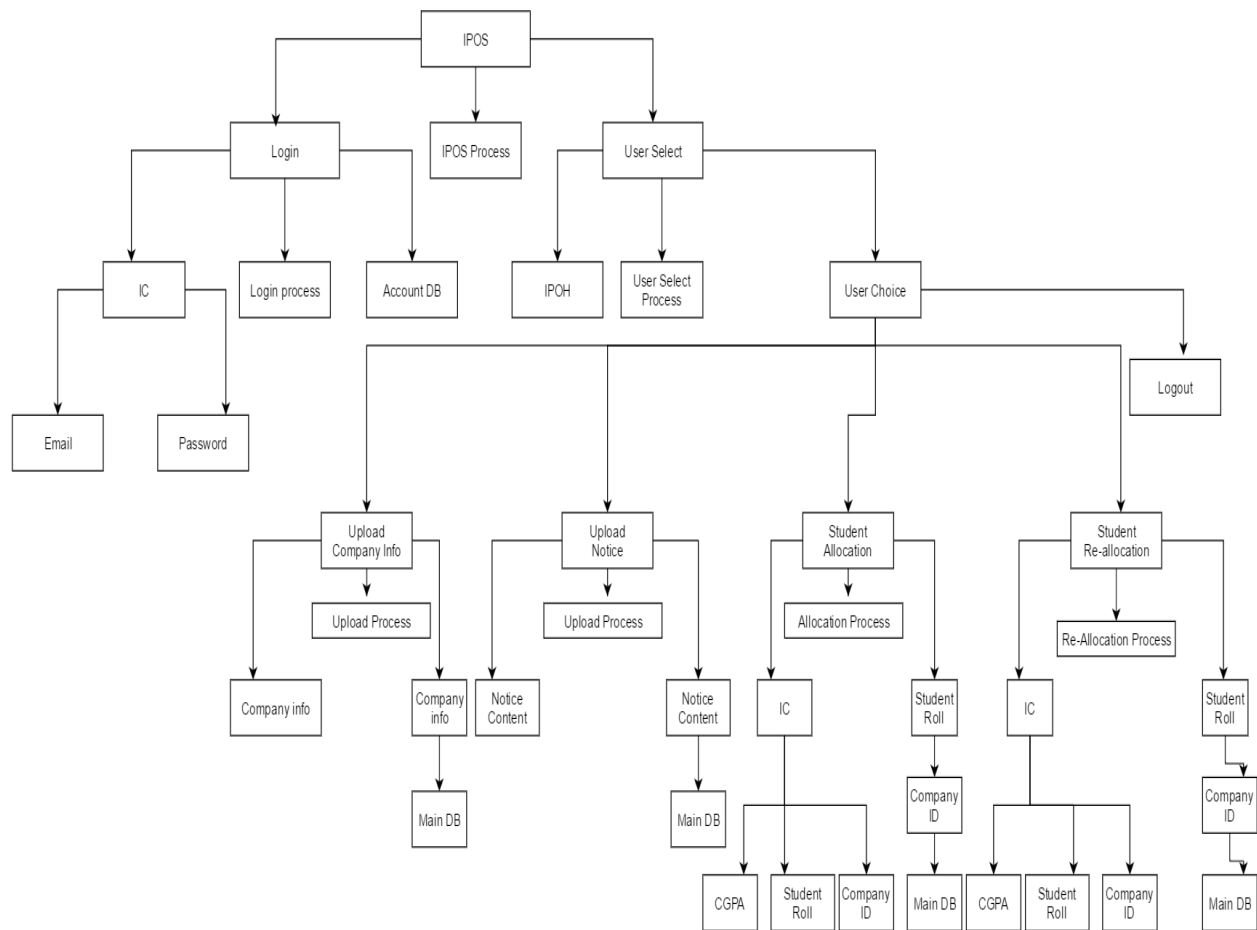 IPOS
Login
IPOS Process
User Select
IC
Login process
Account DB
IPOH
User Select
Process
User Choice
Logout
Email
Password
Upload
Company Info
Upload
Notice
Student
Allocation
Student
Re-allocation
Upload Process
Upload Process
Allocation Process
Re-Allocation Process
Company info
Company
info
Notice
Content
Notice
Content
IC
Student
Roll
IC
Student
Roll
Main DB
Main DB
Company
ID
Company
ID
CGPA
Student
Roll
Company
ID
Main DB
CGPA
Student
Roll
Company
ID
Main DB